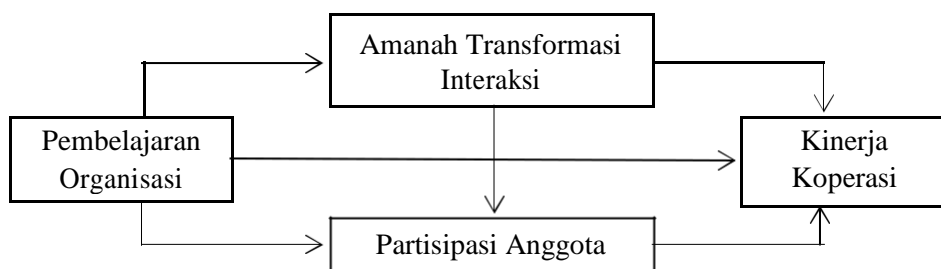 Amanah Transformasi
Interaksi
Pembelajaran
Organisasi
Kinerja
Koperasi
Partisipasi Anggota